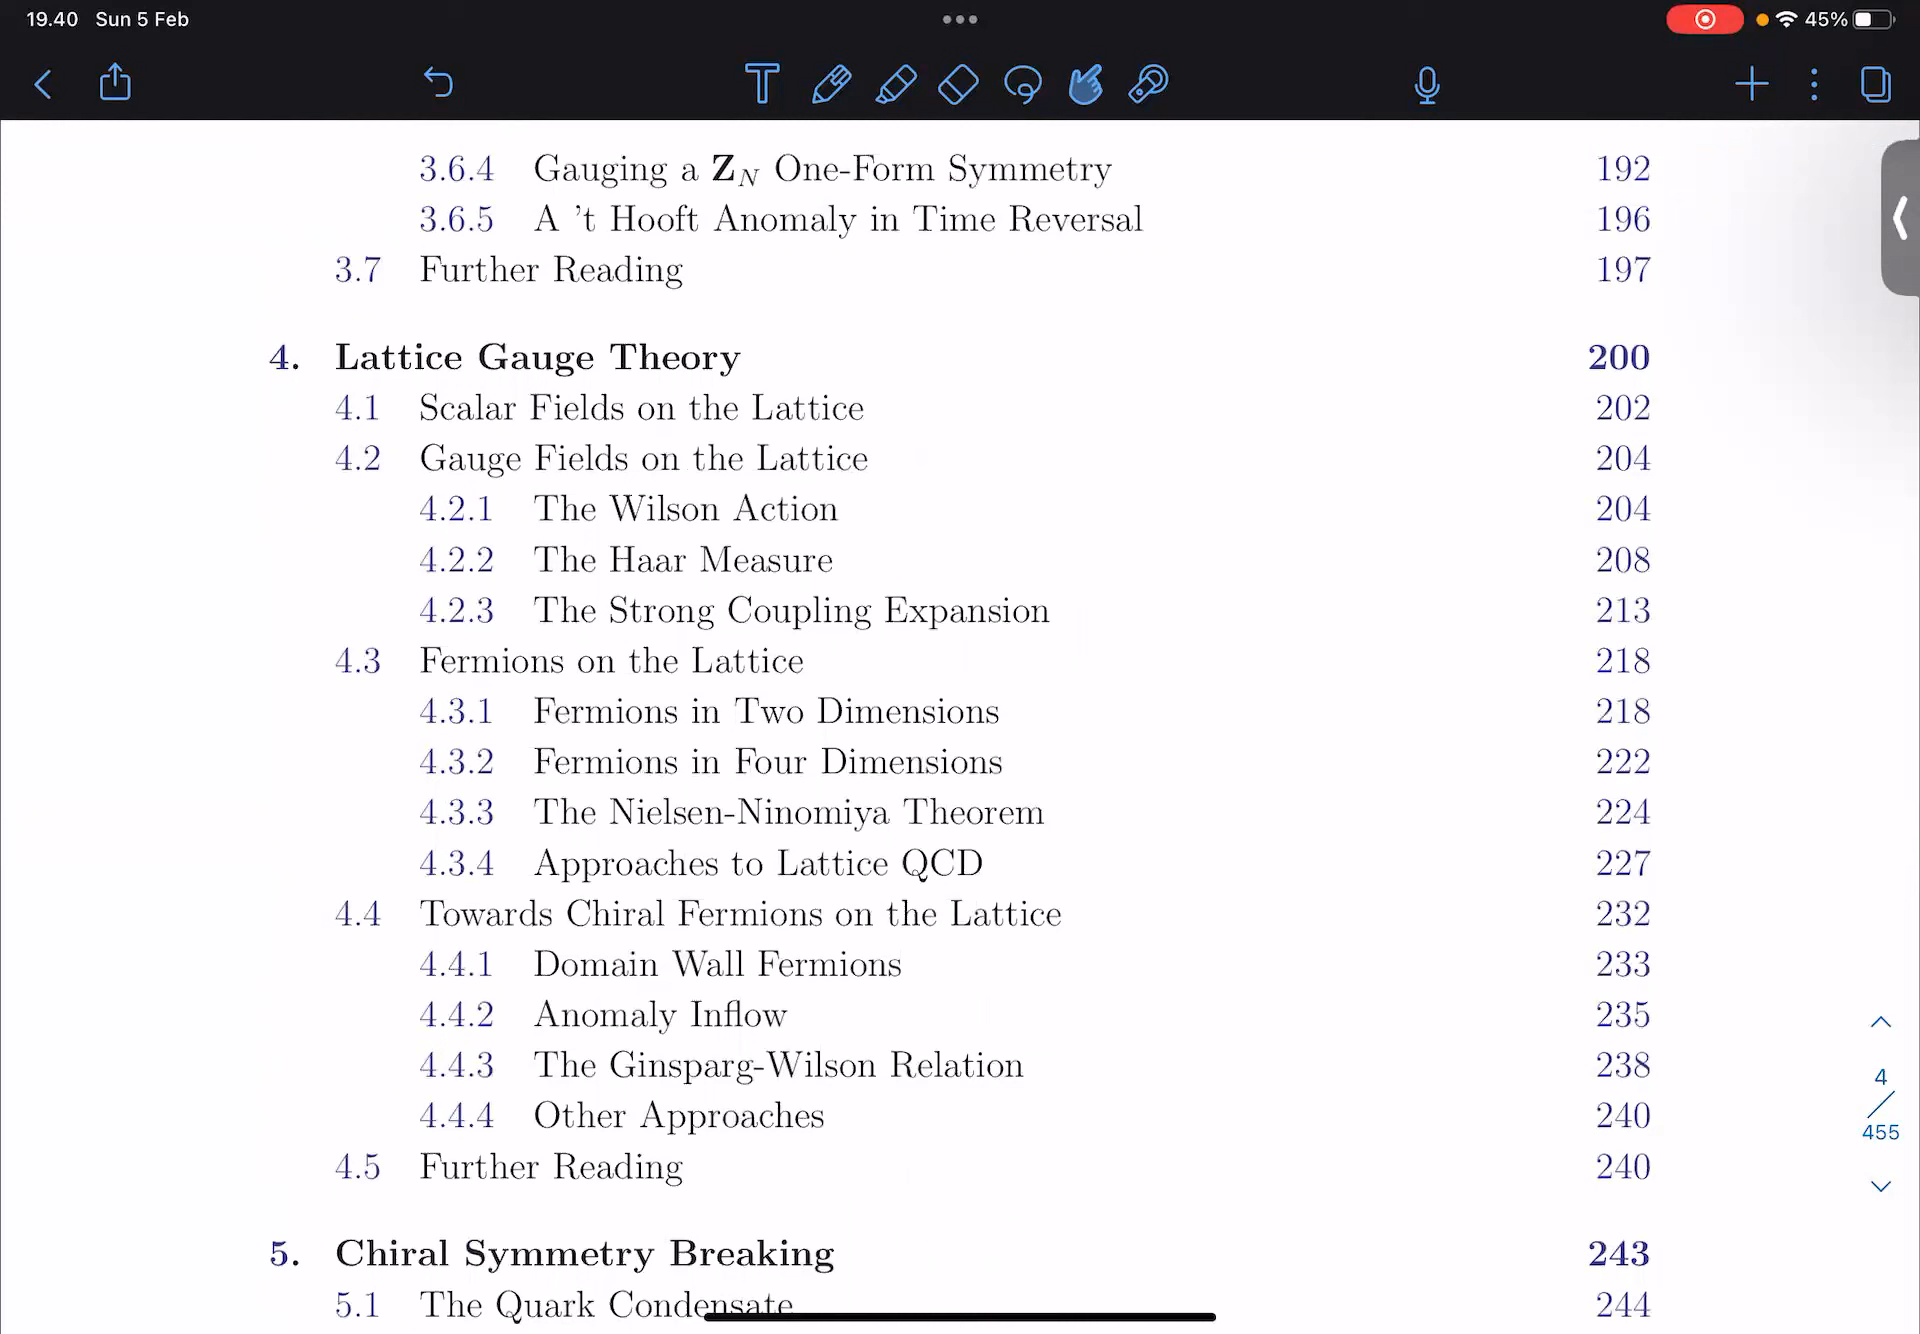 19.40 Sun 5 Feb
45%
3.6.4 Gauging a Z_N One-Form Symmetry 192
3.6.5 A 't Hooft Anomaly in Time Reversal 196
3.7 Further Reading 197
4. Lattice Gauge Theory 200
4.1 Scalar Fields on the Lattice 202
4.2 Gauge Fields on the Lattice 204
4.2.1 The Wilson Action 204
4.2.2 The Haar Measure 208
4.2.3 The Strong Coupling Expansion 213
4.3 Fermions on the Lattice 218
4.3.1 Fermions in Two Dimensions 218
4.3.2 Fermions in Four Dimensions 222
4.3.3 The Nielsen-Ninomiya Theorem 224
4.3.4 Approaches to Lattice QCD 227
4.4 Towards Chiral Fermions on the Lattice 232
4.4.1 Domain Wall Fermions 233
4.4.2 Anomaly Inflow 235
4.4.3 The Ginsparg-Wilson Relation 238
4.4.4 Other Approaches 240
4.5 Further Reading 240
5. Chiral Symmetry Breaking 243
5.1 The Quark Condensate 244
4
/
455